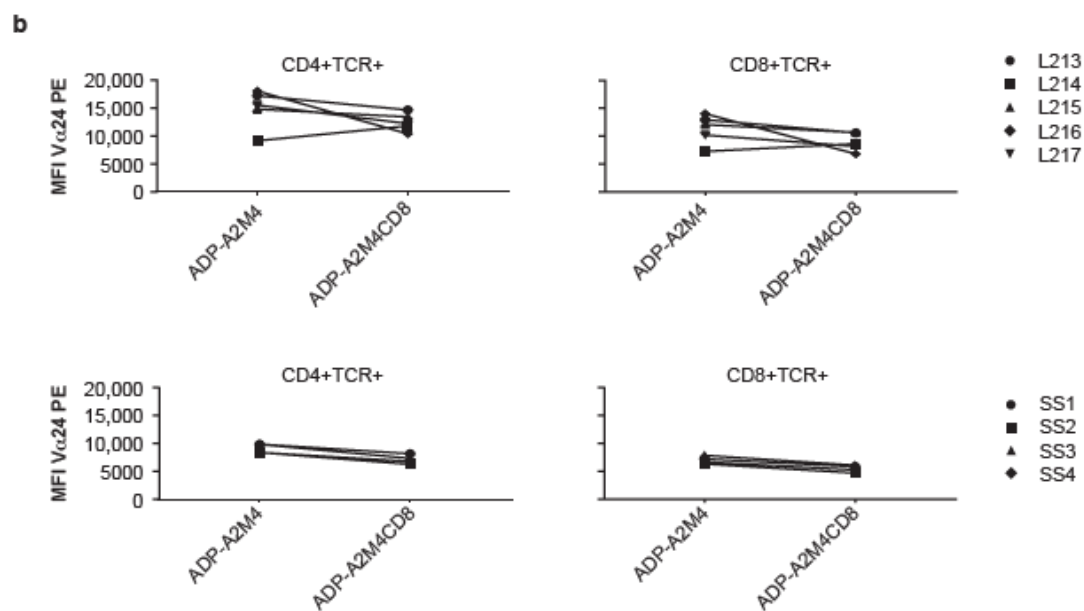 b
CD4+TCR+
MFI Vα24 PE
20,000
15,000
10,000
5000
0
ADP-A2M4
ADP-A2M4CD8
CD8+TCR+
ADP-A2M4
ADP-A2M4CD8
L213
L214
L215
L216
L217
CD4+TCR+
MFI Vα24 PE
20,000
15,000
10,000
5000
0
ADP-A2M4
ADP-A2M4CD8
CD8+TCR+
ADP-A2M4
ADP-A2M4CD8
SS1
SS2
SS3
SS4